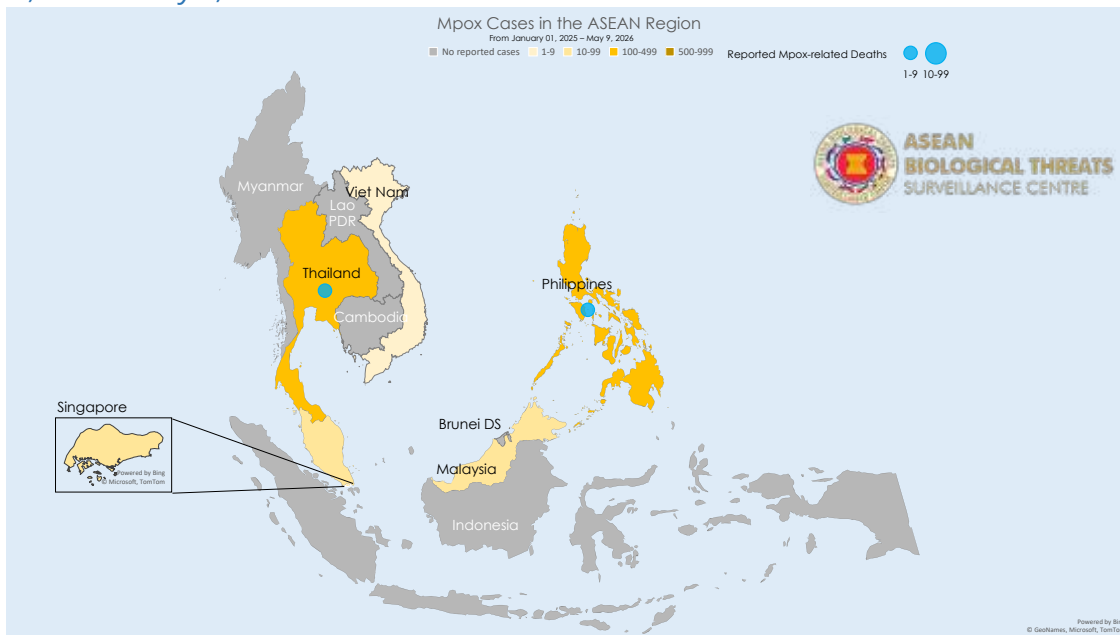 Mpox Cases in the ASEAN Region
From January 01, 2025 – May 9, 2026
No reported cases 1-9 10-99 100-499 500-999
Reported Mpox-related Deaths
1-9 10-99
ASEAN
BIOLOGICAL THREATS
SURVEILLANCE CENTRE
Myanmar
Viet Nam
Lao
PDR
Thailand
Philippines
Cambodia
Singapore
Powered by Bing
© Microsoft, TomTom
Brunei DS
Malaysia
Indonesia
Powered by
© GeoNames, Microsoft,